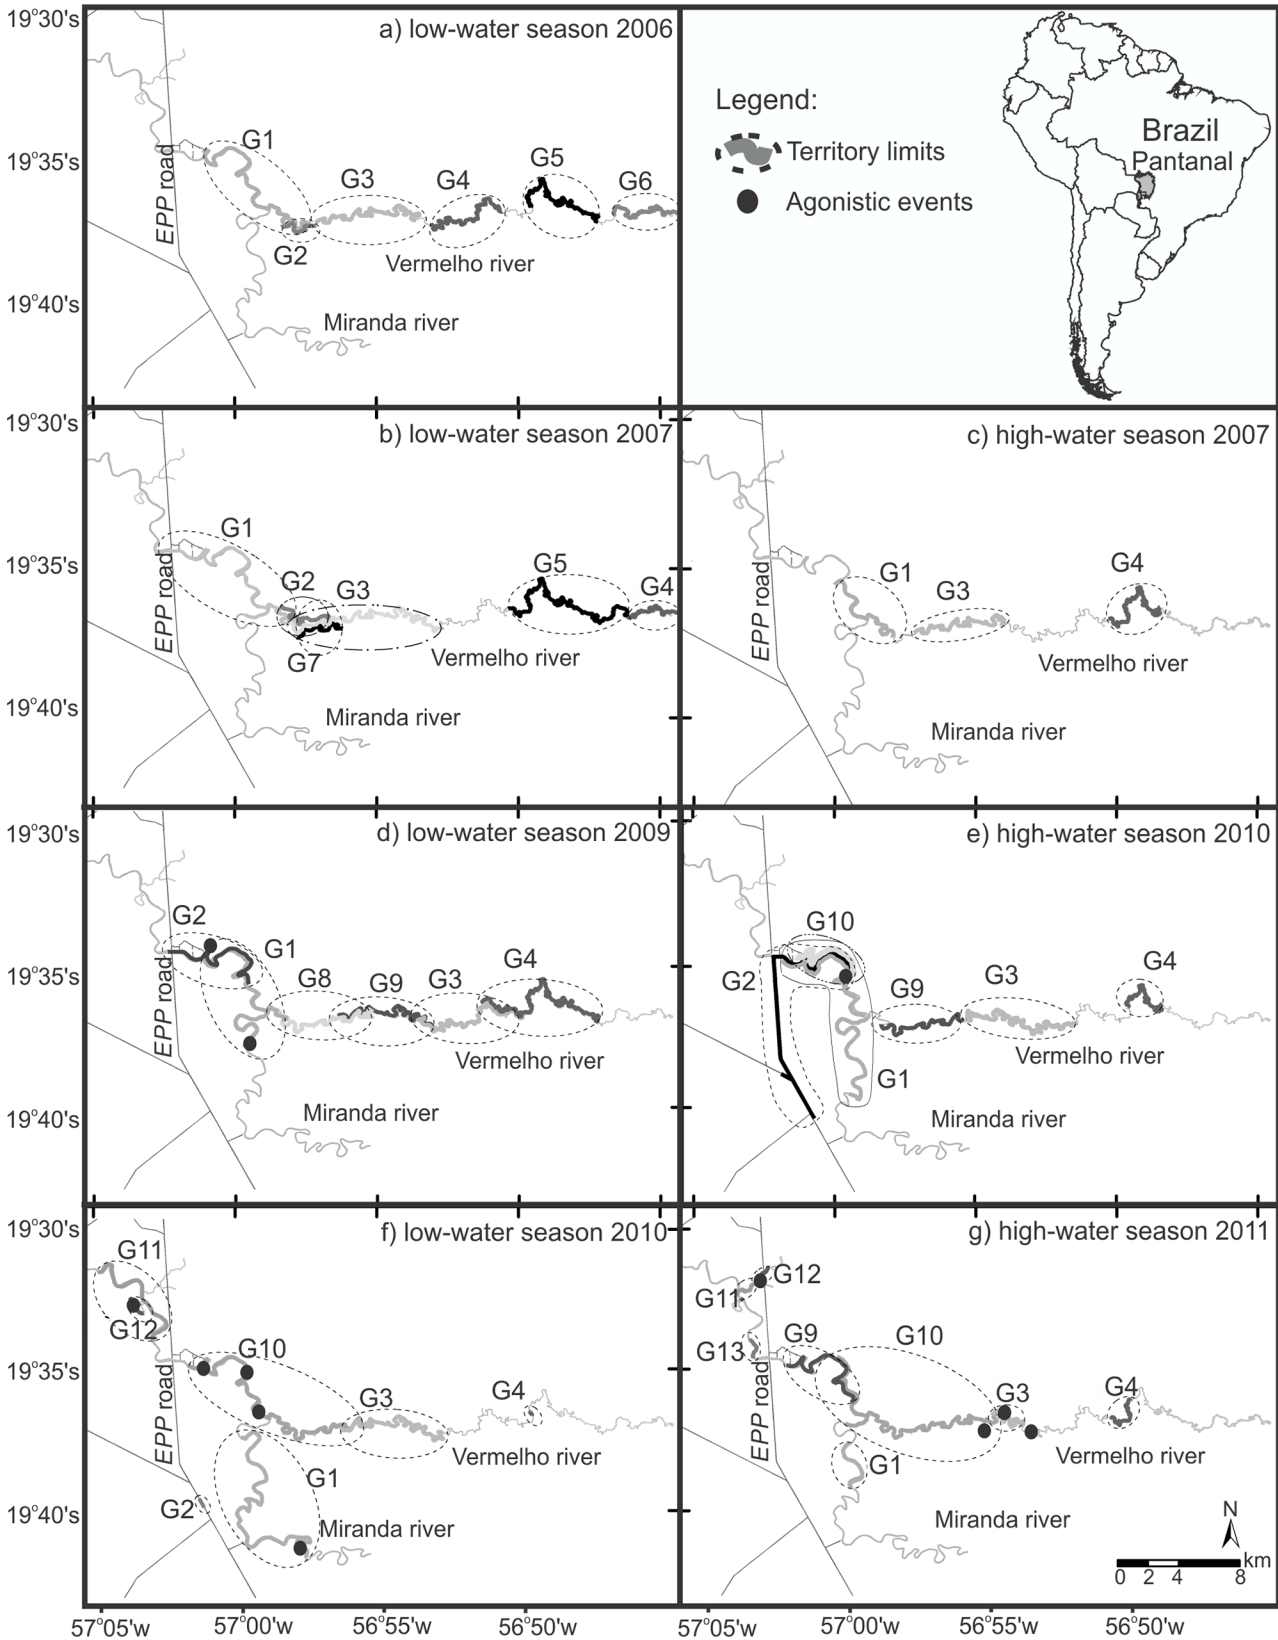 a) low-water season 2006
19°30's
19°35's
19°40's
G1
G2
G3
G4
G5
G6
EPP road
Vermelho river
Miranda river
Legend:
Territory limits
Agonistic events
Brazil
Pantanal
b) low-water season 2007
19°30's
19°35's
19°40's
G1
G2
G3
G5
G4
G7
EPP road
Vermelho river
Miranda river
c) high-water season 2007
G1
G3
G4
EPP road
Vermelho river
Miranda river
d) low-water season 2009
19°30's
19°35's
19°40's
G2
G1
G8
G9
G3
G4
EPP road
Vermelho river
Miranda river
e) high-water season 2010
G10
G2
G9
G3
G4
G1
Vermelho river
Miranda river
f) low-water season 2010
19°30's
19°35's
19°40's
G11
G12
G10
G3
G4
G1
G2
EPP road
Vermelho river
Miranda river
g) high-water season 2011
G12
G11
G13
G9
G10
G3
G4
G1
EPP road
Vermelho river
Miranda river
N
km
0 2 4 8
57°05'w 57°00'w 56°55'w 56°50'w 57°05'w 57°00'w 56°55'w 56°50'w